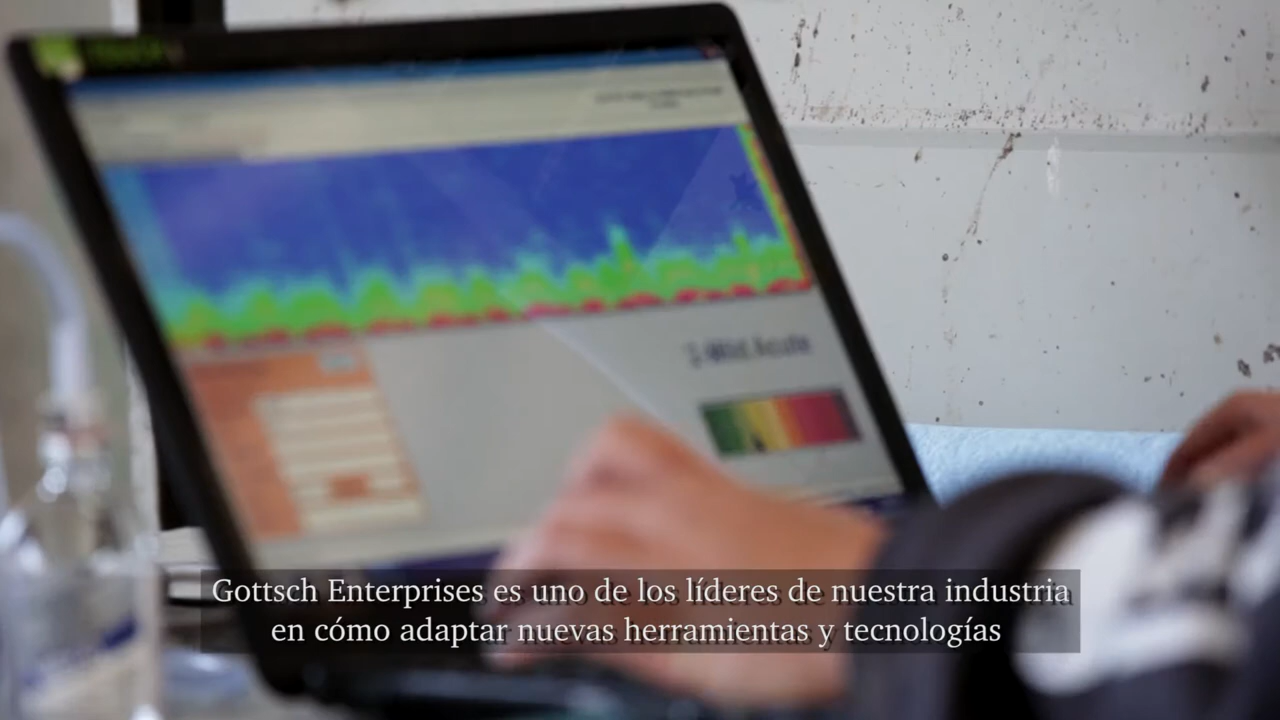 Gottsch Enterprises es uno de los líderes de nuestra industria
en cómo adaptar nuevas herramientas y tecnologías